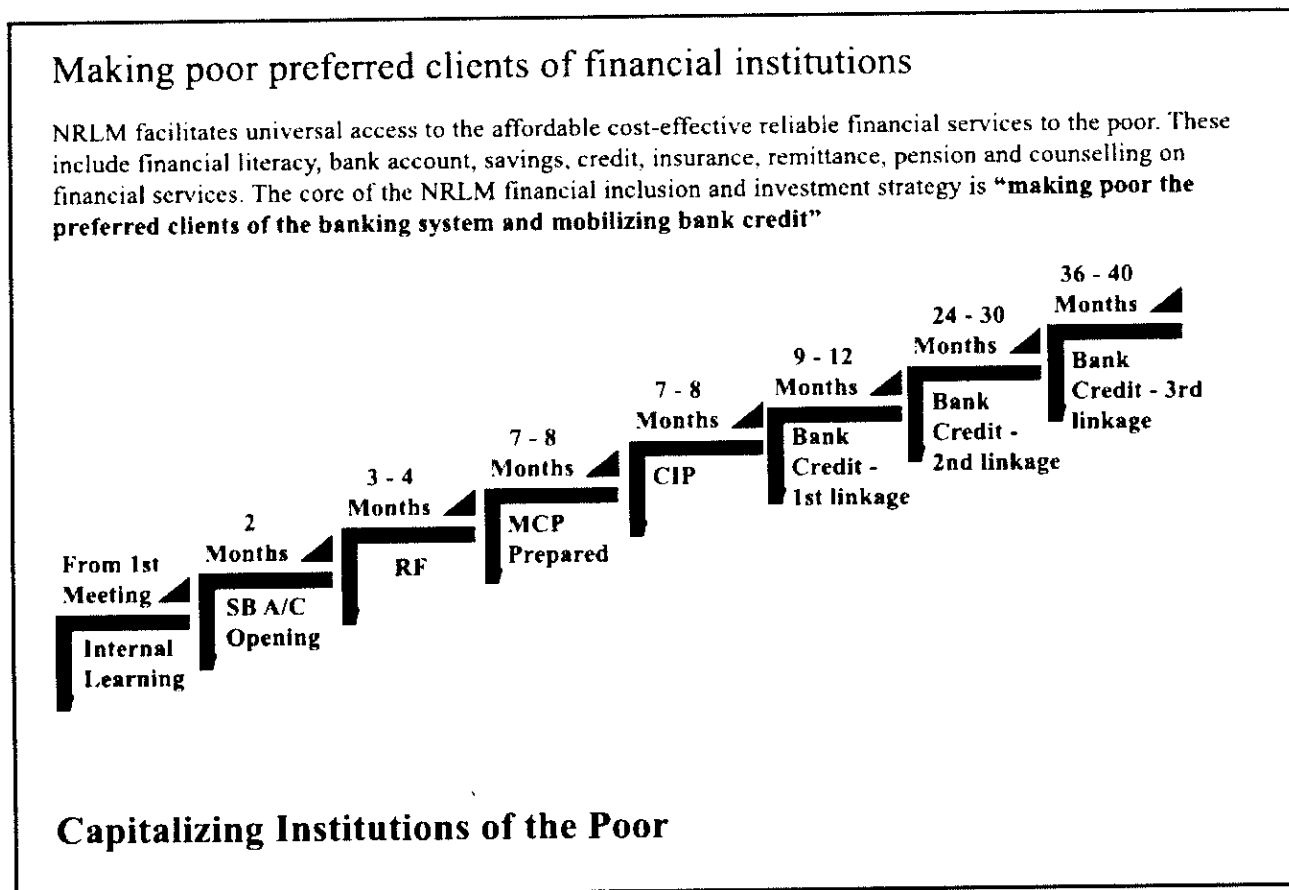 Making poor preferred clients of financial institutions
NRLM facilitates universal access to the affordable cost-effective reliable financial services to the poor. These
include financial literacy, bank account, savings, credit, insurance, remittance, pension and counselling on
financial services. The core of the NRLM financial inclusion and investment strategy is “making poor the
preferred clients of the banking system and mobilizing bank credit”
From 1st
Meeting
Internal
Learning
2
Months
SB A/C
Opening
3 - 4
Months
RF
7 - 8
Months
MCP
Prepared
7 - 8
Months
CIP
9 - 12
Months
Bank
Credit -
1st linkage
24 - 30
Months
Bank
Credit -
2nd linkage
36 - 40
Months
Bank
Credit - 3rd
linkage
Capitalizing Institutions of the Poor